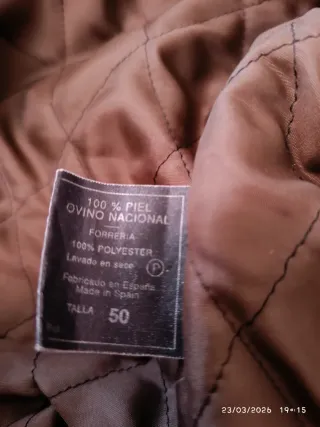 100 % PIEL
OVINO NACIONAL
FORRERIA
100% POLYESTER
Lavado en seco P
Fabricado en España
Made in Spain
TALLA 50
23/03/2026 19:15